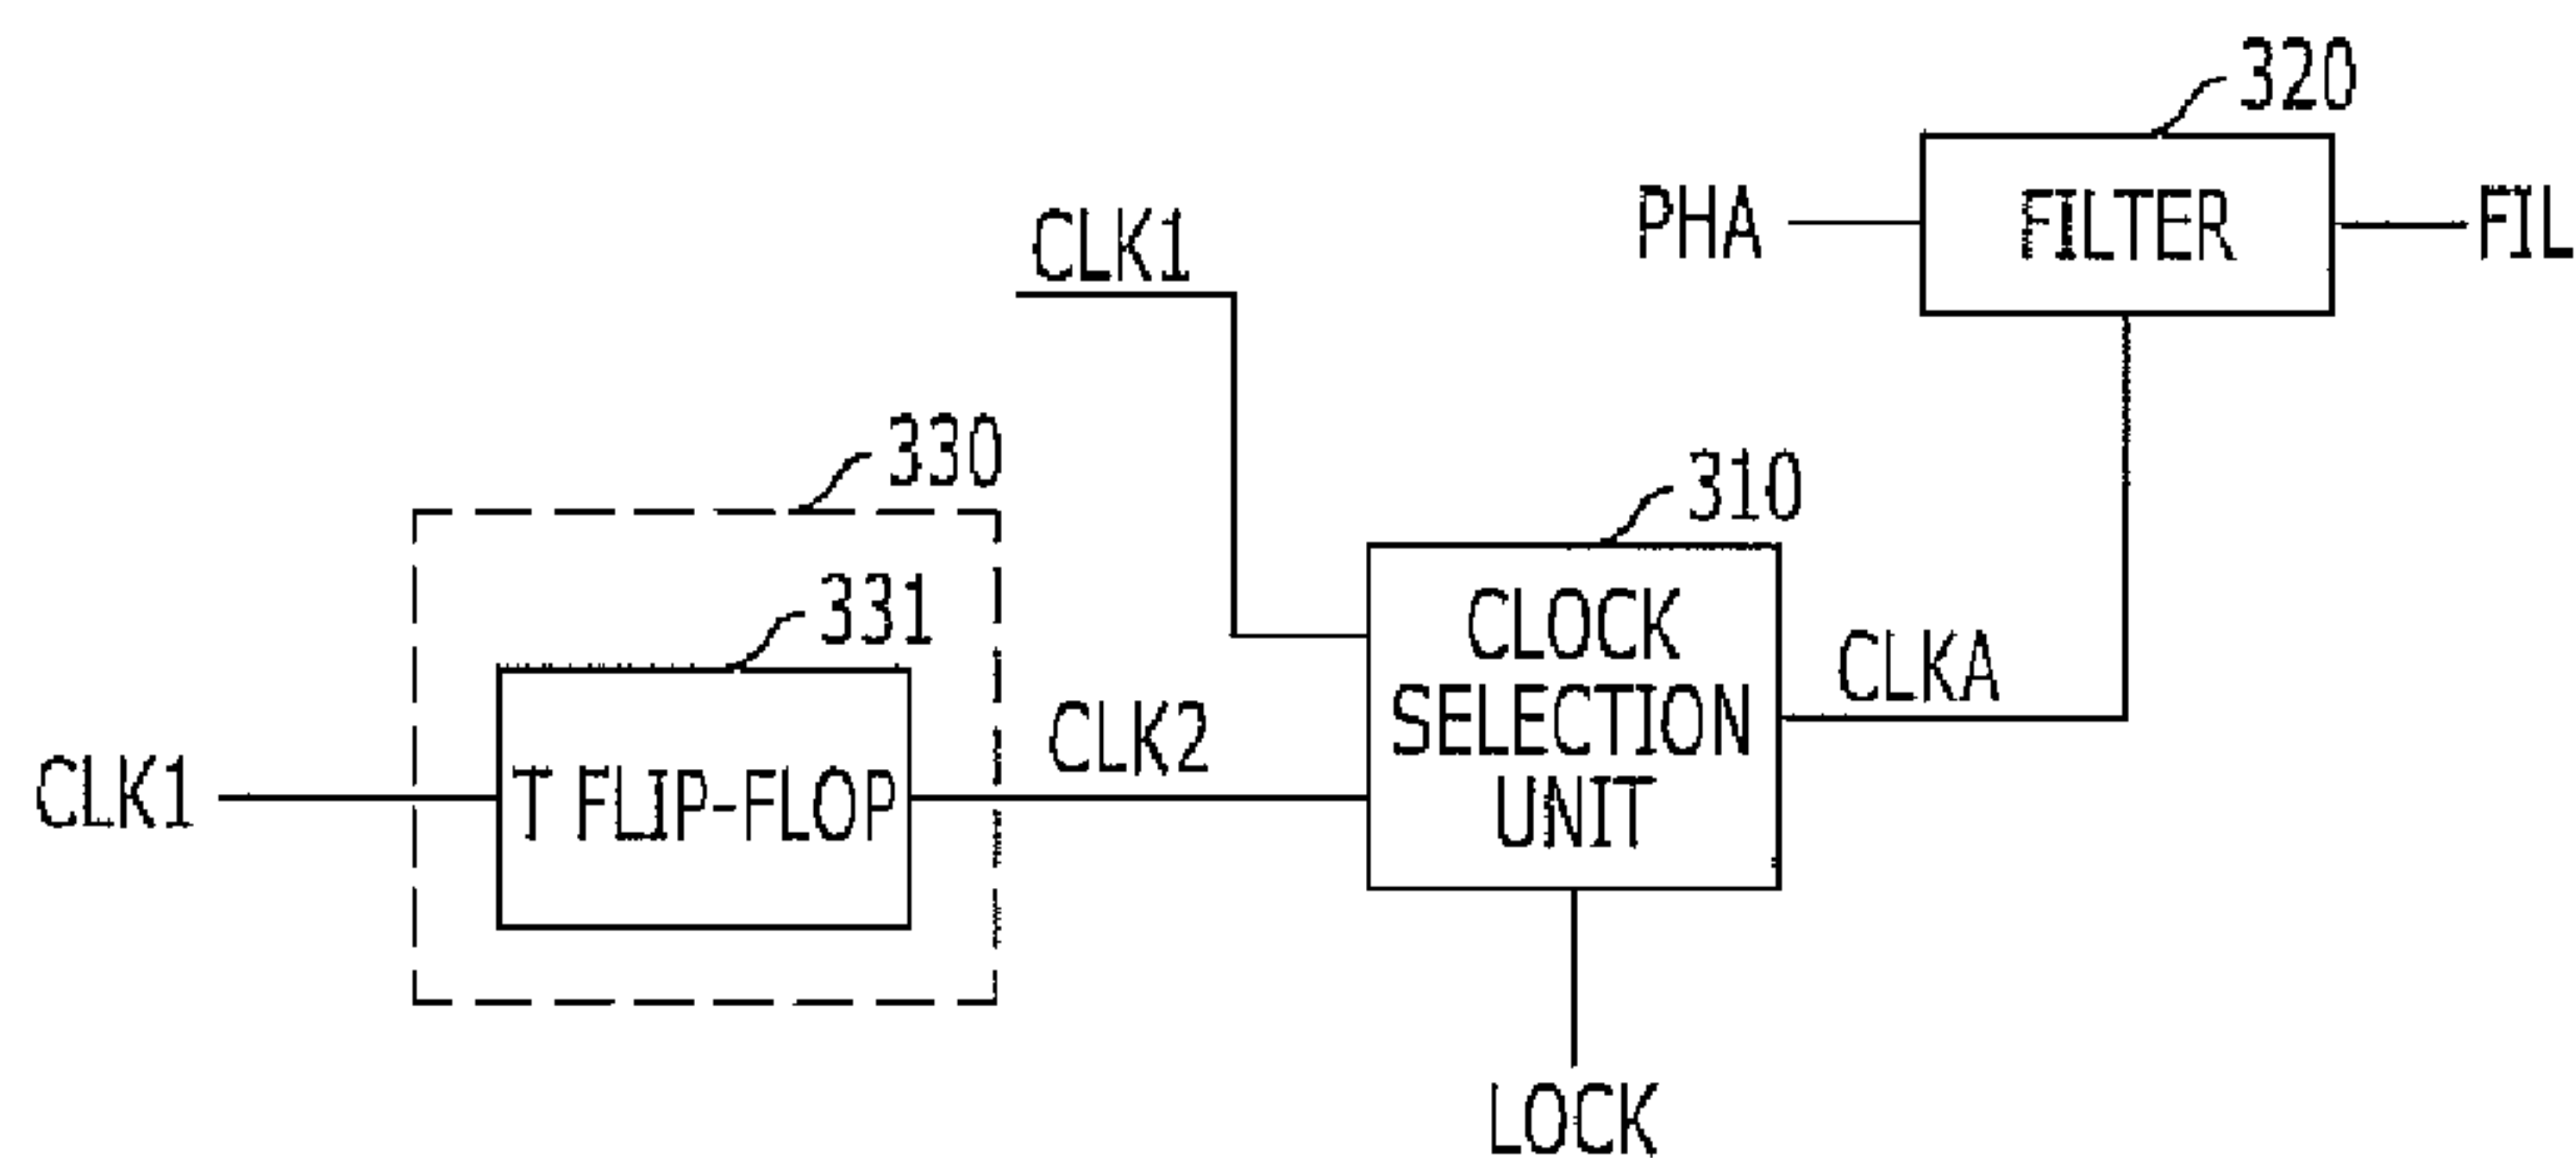 320
PHA
FILTER
FIL
CLK1
330
310
331
CLOCK
SELECTION
UNIT
CLKA
CLK2
CLK1
T FLIP-FLOP
LOCK